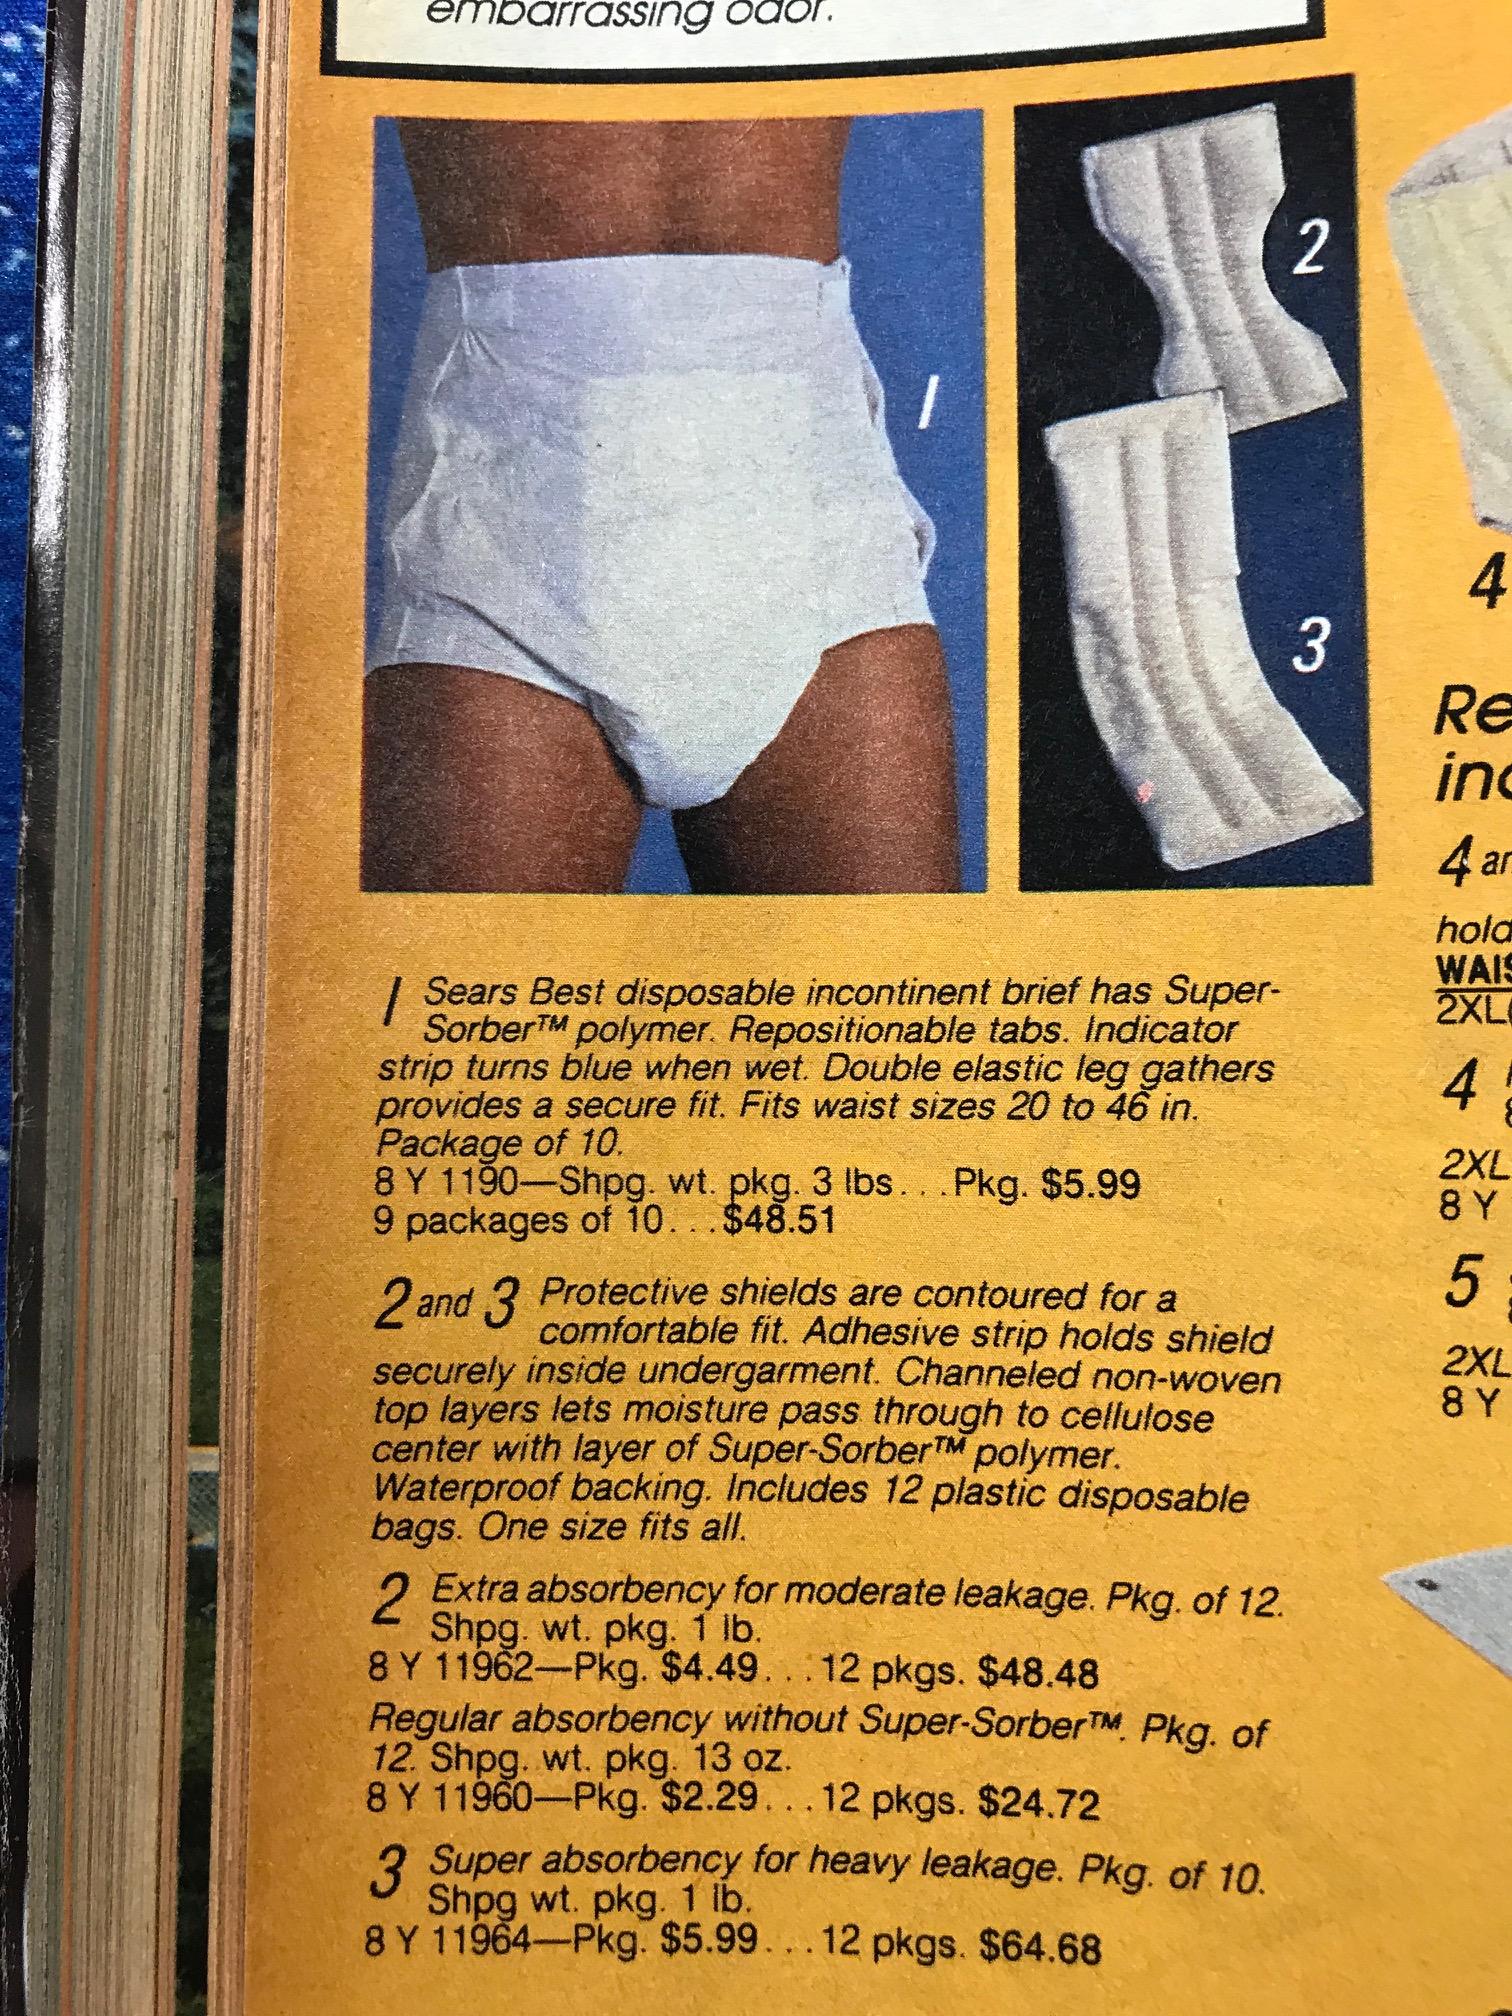 embarrassing odor.
1
2
3
4
1 Sears Best disposable incontinent brief has Super-
Sorber™ polymer. Repositionable tabs. Indicator
strip turns blue when wet. Double elastic leg gathers
provides a secure fit. Fits waist sizes 20 to 46 in.
Package of 10.
8 Y 1190—Shpg. wt. pkg. 3 lbs...Pkg. $5.99
9 packages of 10...$48.51
2 and 3 Protective shields are contoured for a
comfortable fit. Adhesive strip holds shield
securely inside undergarment. Channeled non-woven
top layers lets moisture pass through to cellulose
center with layer of Super-Sorber™ polymer.
Waterproof backing. Includes 12 plastic disposable
bags. One size fits all.
2 Extra absorbency for moderate leakage. Pkg. of 12.
Shpg. wt. pkg. 1 lb.
8 Y 11962—Pkg. $4.49...12 pkgs. $48.48
Regular absorbency without Super-Sorber™. Pkg. of
12. Shpg. wt. pkg. 13 oz.
8 Y 11960—Pkg. $2.29...12 pkgs. $24.72
3 Super absorbency for heavy leakage. Pkg. of 10.
Shpg wt. pkg. 1 lb.
8 Y 11964—Pkg. $5.99...12 pkgs. $64.68
4
hold
2XL
4
2XL
8 Y
5
2XL
8 Y